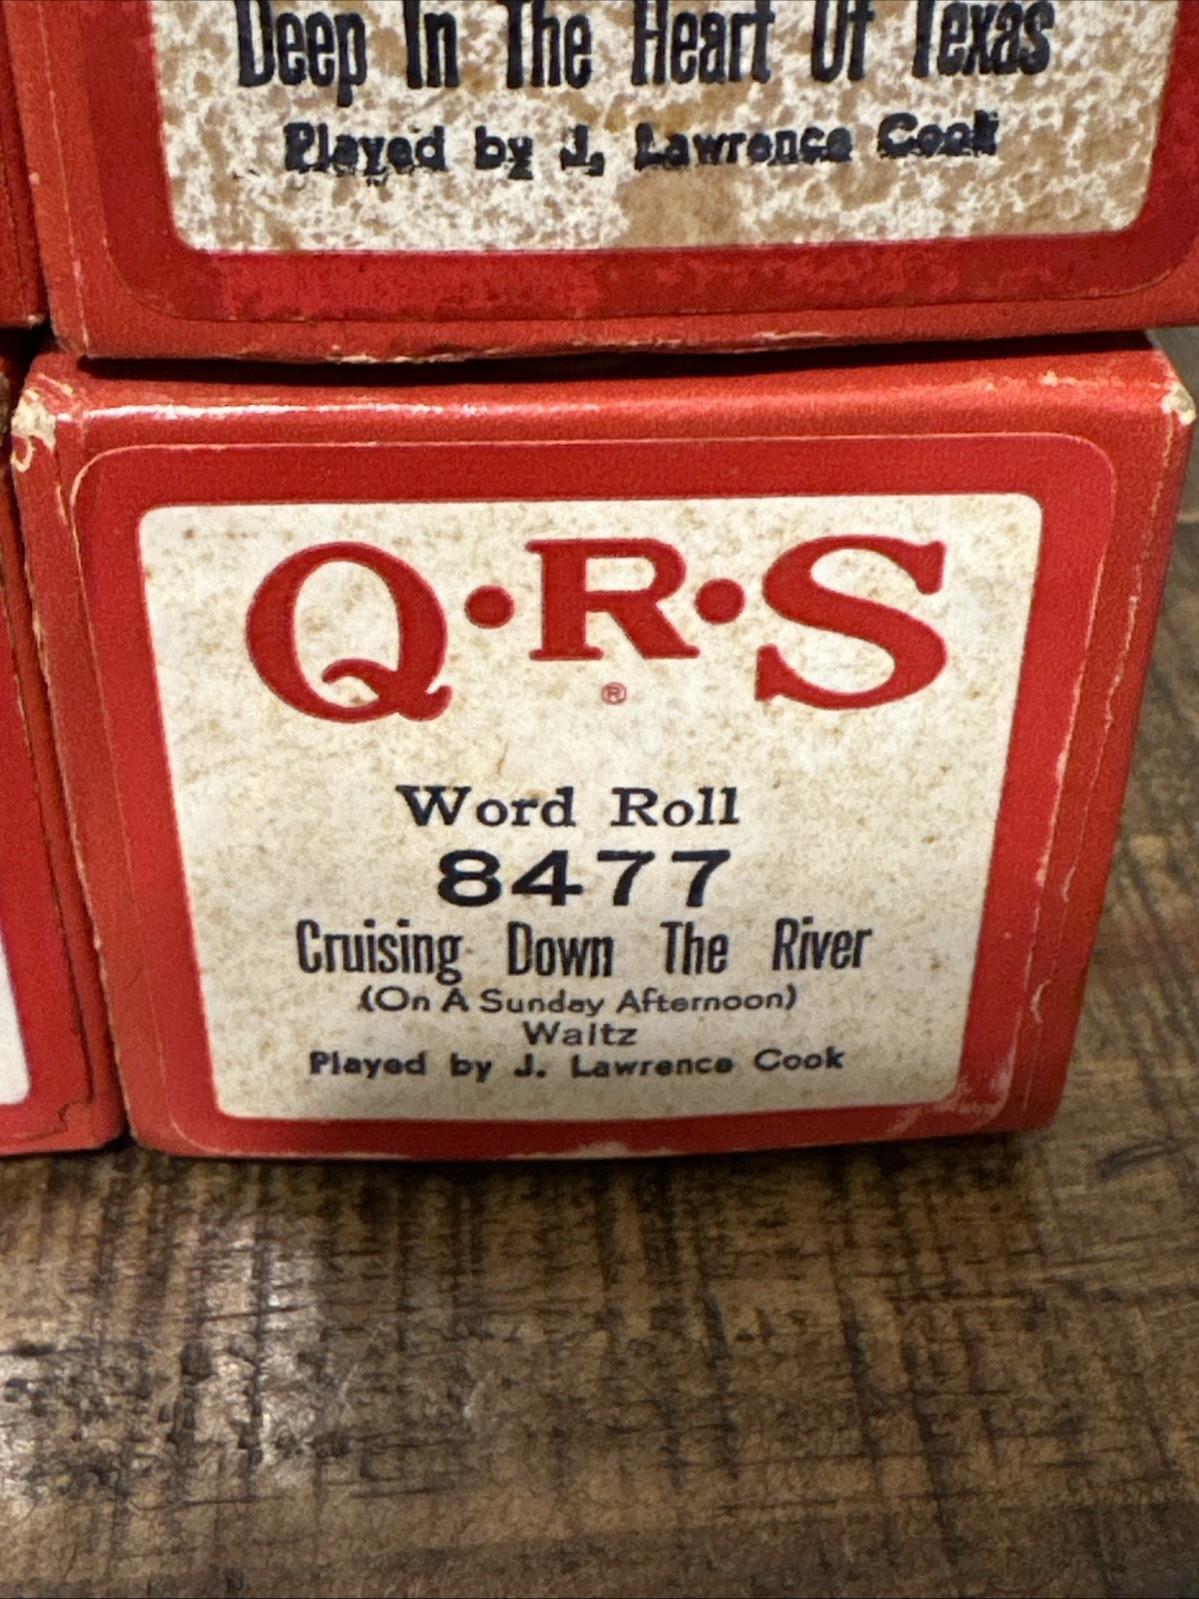 Deep In The Heart Of Texas
Played by J. Lawrence Cook
Q·R·S
®
Word Roll
8477
Cruising Down The River
(On A Sunday Afternoon)
Waltz
Played by J. Lawrence Cook